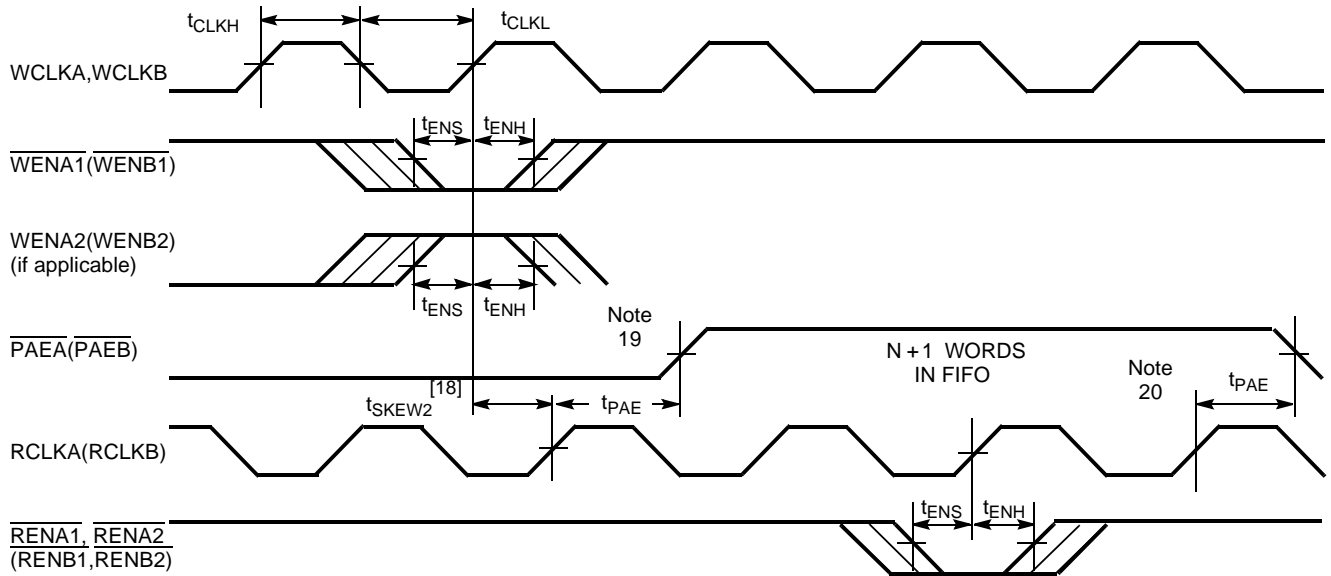 tCLKH
tCLKL
WCLKA,WCLKB
tENS
tENH
WENA1(WENB1)
WENA2(WENB2)
(if applicable)
tENS
tENH
Note
19
PAEA(PAEB)
N +1 WORDS
IN FIFO
Note
20
tPAE
[18]
tSKEW2
tPAE
RCLKA(RCLKB)
tENS
tENH
RENA1, RENA2
(RENB1,RENB2)